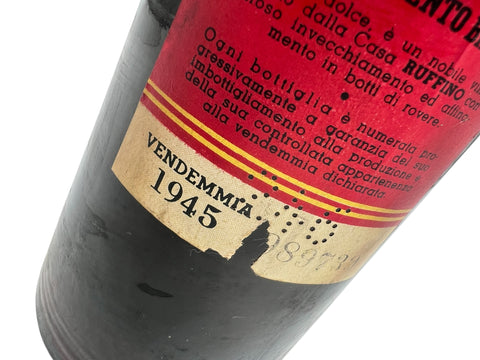 dolce, è un nobile
dalla Casa RUFFINO con
invecchiamento ed affina-
mento in botti di rovere.
Ogni bottiglia è numerata pro-
gressivamente a garanzia del suo
imbottigliamento alla produzione e
della sua controllata appartenenza
alla vendemmia dichiarata.
VENDEMMIA
1945